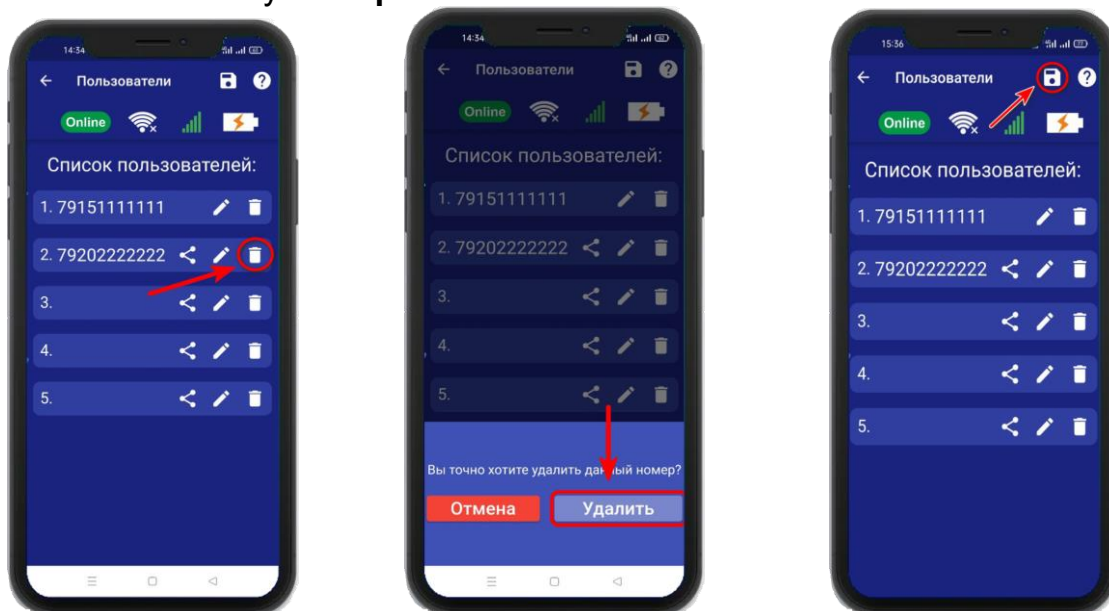 14:34
Пользователи
Online
Список пользователей:
1. 79151111111
2. 79202222222
3.
4.
5.
14:34
Пользователи
Online
Список пользователей:
1. 79151111111
2. 79202222222
3.
4.
5.
Вы точно хотите удалить данный номер?
Отмена Удалить
15:36
Пользователи
Online
Список пользователей:
1. 79151111111
2. 79202222222
3.
4.
5.